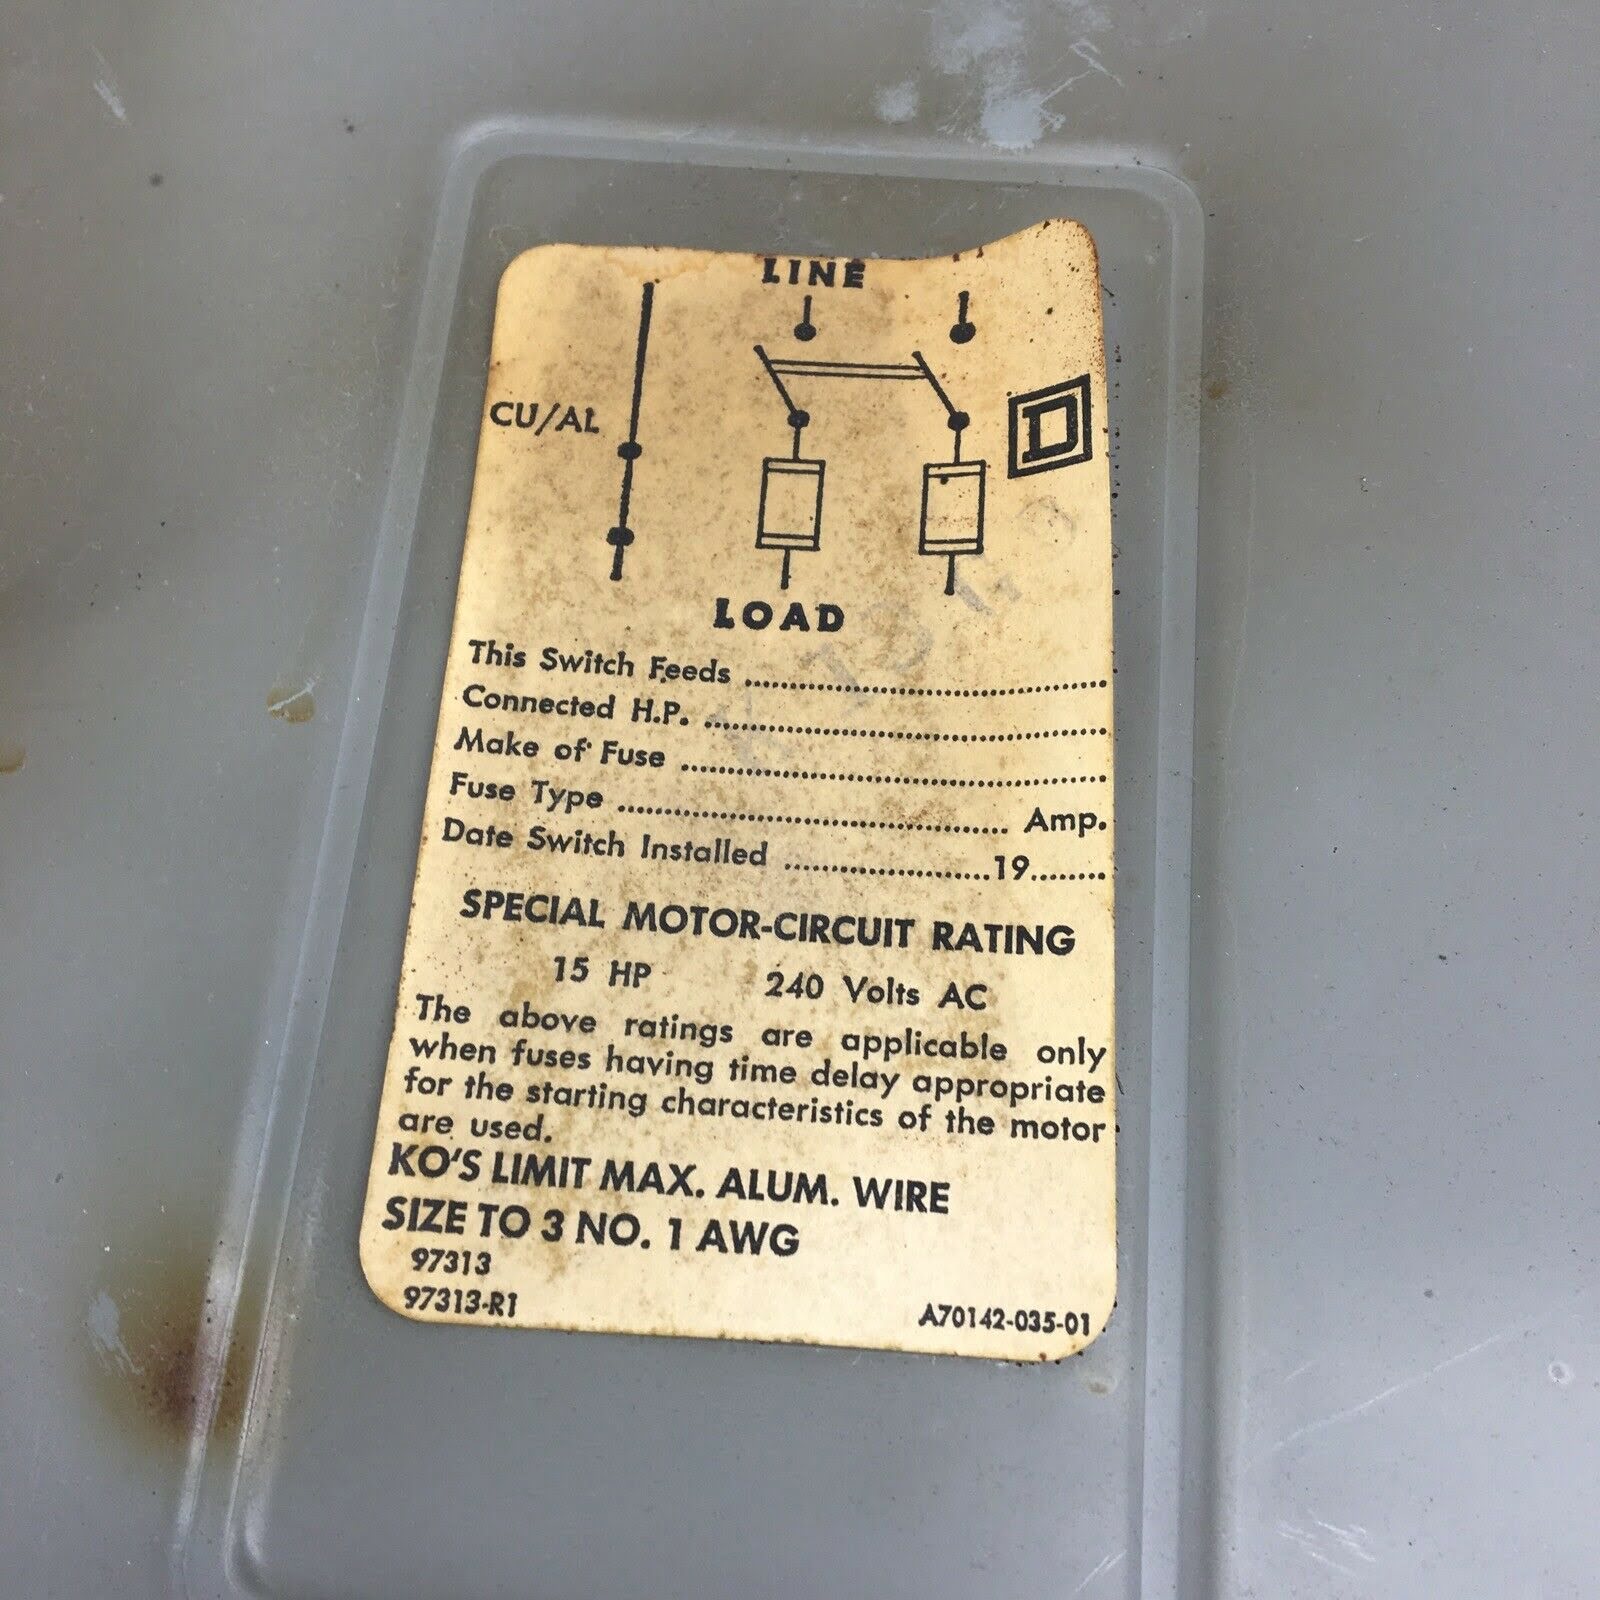 LINE
CU/AL
D
LOAD
This Switch Feeds ........................................
Connected H.P. ........................................
Make of Fuse ........................................
Fuse Type ........................................ Amp.
Date Switch Installed ......................19........
SPECIAL MOTOR-CIRCUIT RATING
15 HP 240 Volts AC
The above ratings are applicable only
when fuses having time delay appropriate
for the starting characteristics of the motor
are used.
KO'S LIMIT MAX. ALUM. WIRE
SIZE TO 3 NO. 1 AWG
97313
97313-R1
A70142-035-01